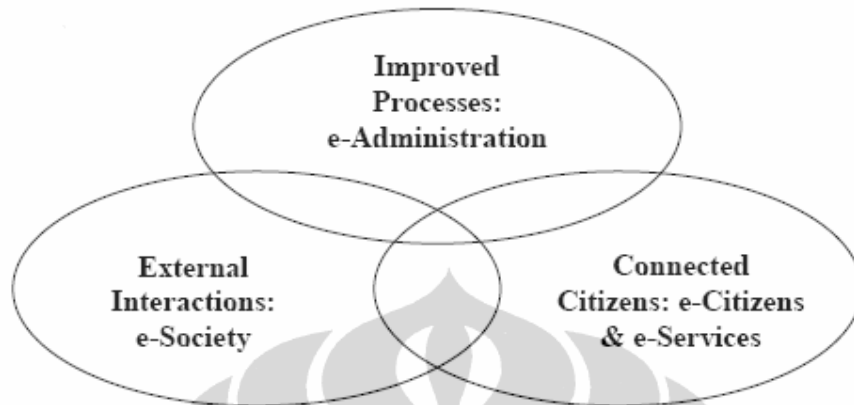 Improved
Processes:
e-Administration
External
Interactions:
e-Society
Connected
Citizens: e-Citizens
& e-Services